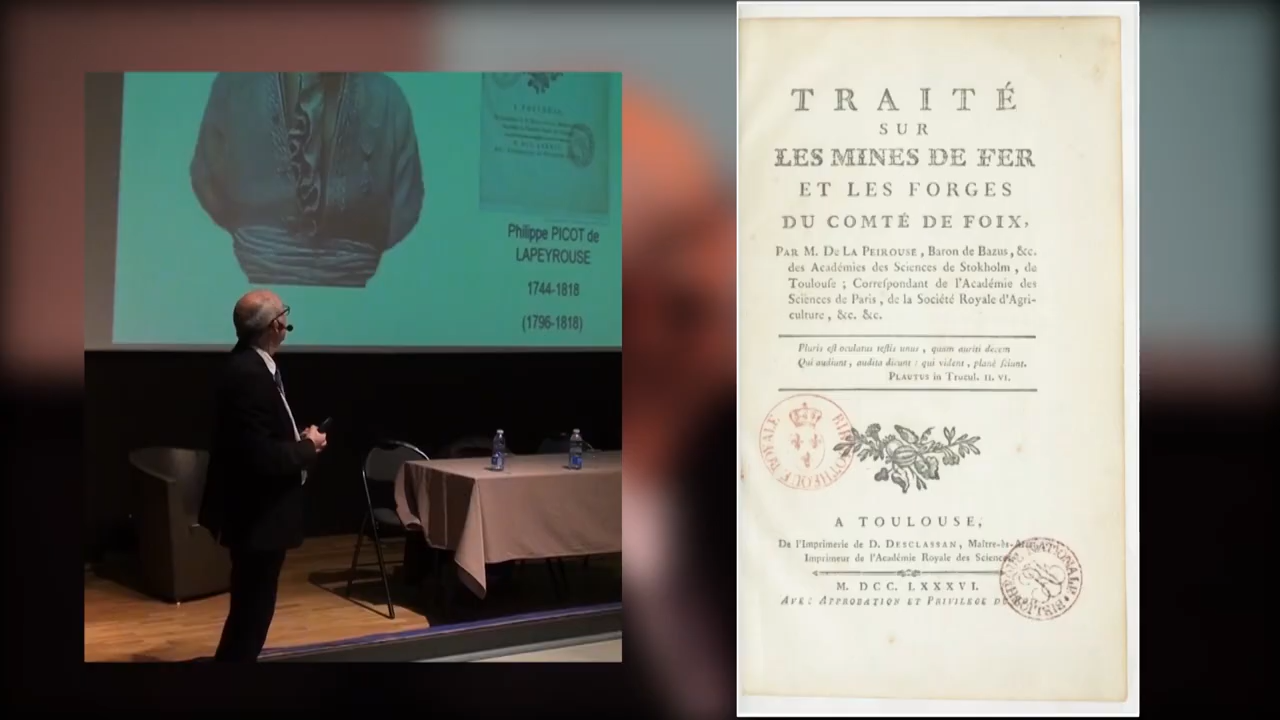 A TOULOUSE,
Philippe PICOT de
LAPEYROUSE
1744-1818
(1796-1818)
TRAITÉ
SUR
LES MINES DE FER
ET LES FORGES
DU COMTÉ DE FOIX,
PAR M. DE LA PEIROUSE, Baron de Bazus, &c.
des Académies des Sciences de Stokholm, de
Toulouſe ; Correſpondant de l'Académie des
Sciences de Paris, de la Société Royale d'Agri-
culture, &c. &c.
Pluris eſt oculatus teſtis unus, quam auriti decem
Qui audiunt, audita dicunt : qui vident, planè ſciunt.
PLAUTUS in Trucul. II. VI.
BIBLIOTHEQUE ROYALE
A TOULOUSE,
De l'Imprimerie de D. DESCLASSAN, Maître-ès-Arts,
Imprimeur de l'Académie Royale des Sciences
M. DCC. LXXXVI.
AVEC APPROBATION ET PRIVILEGE DU